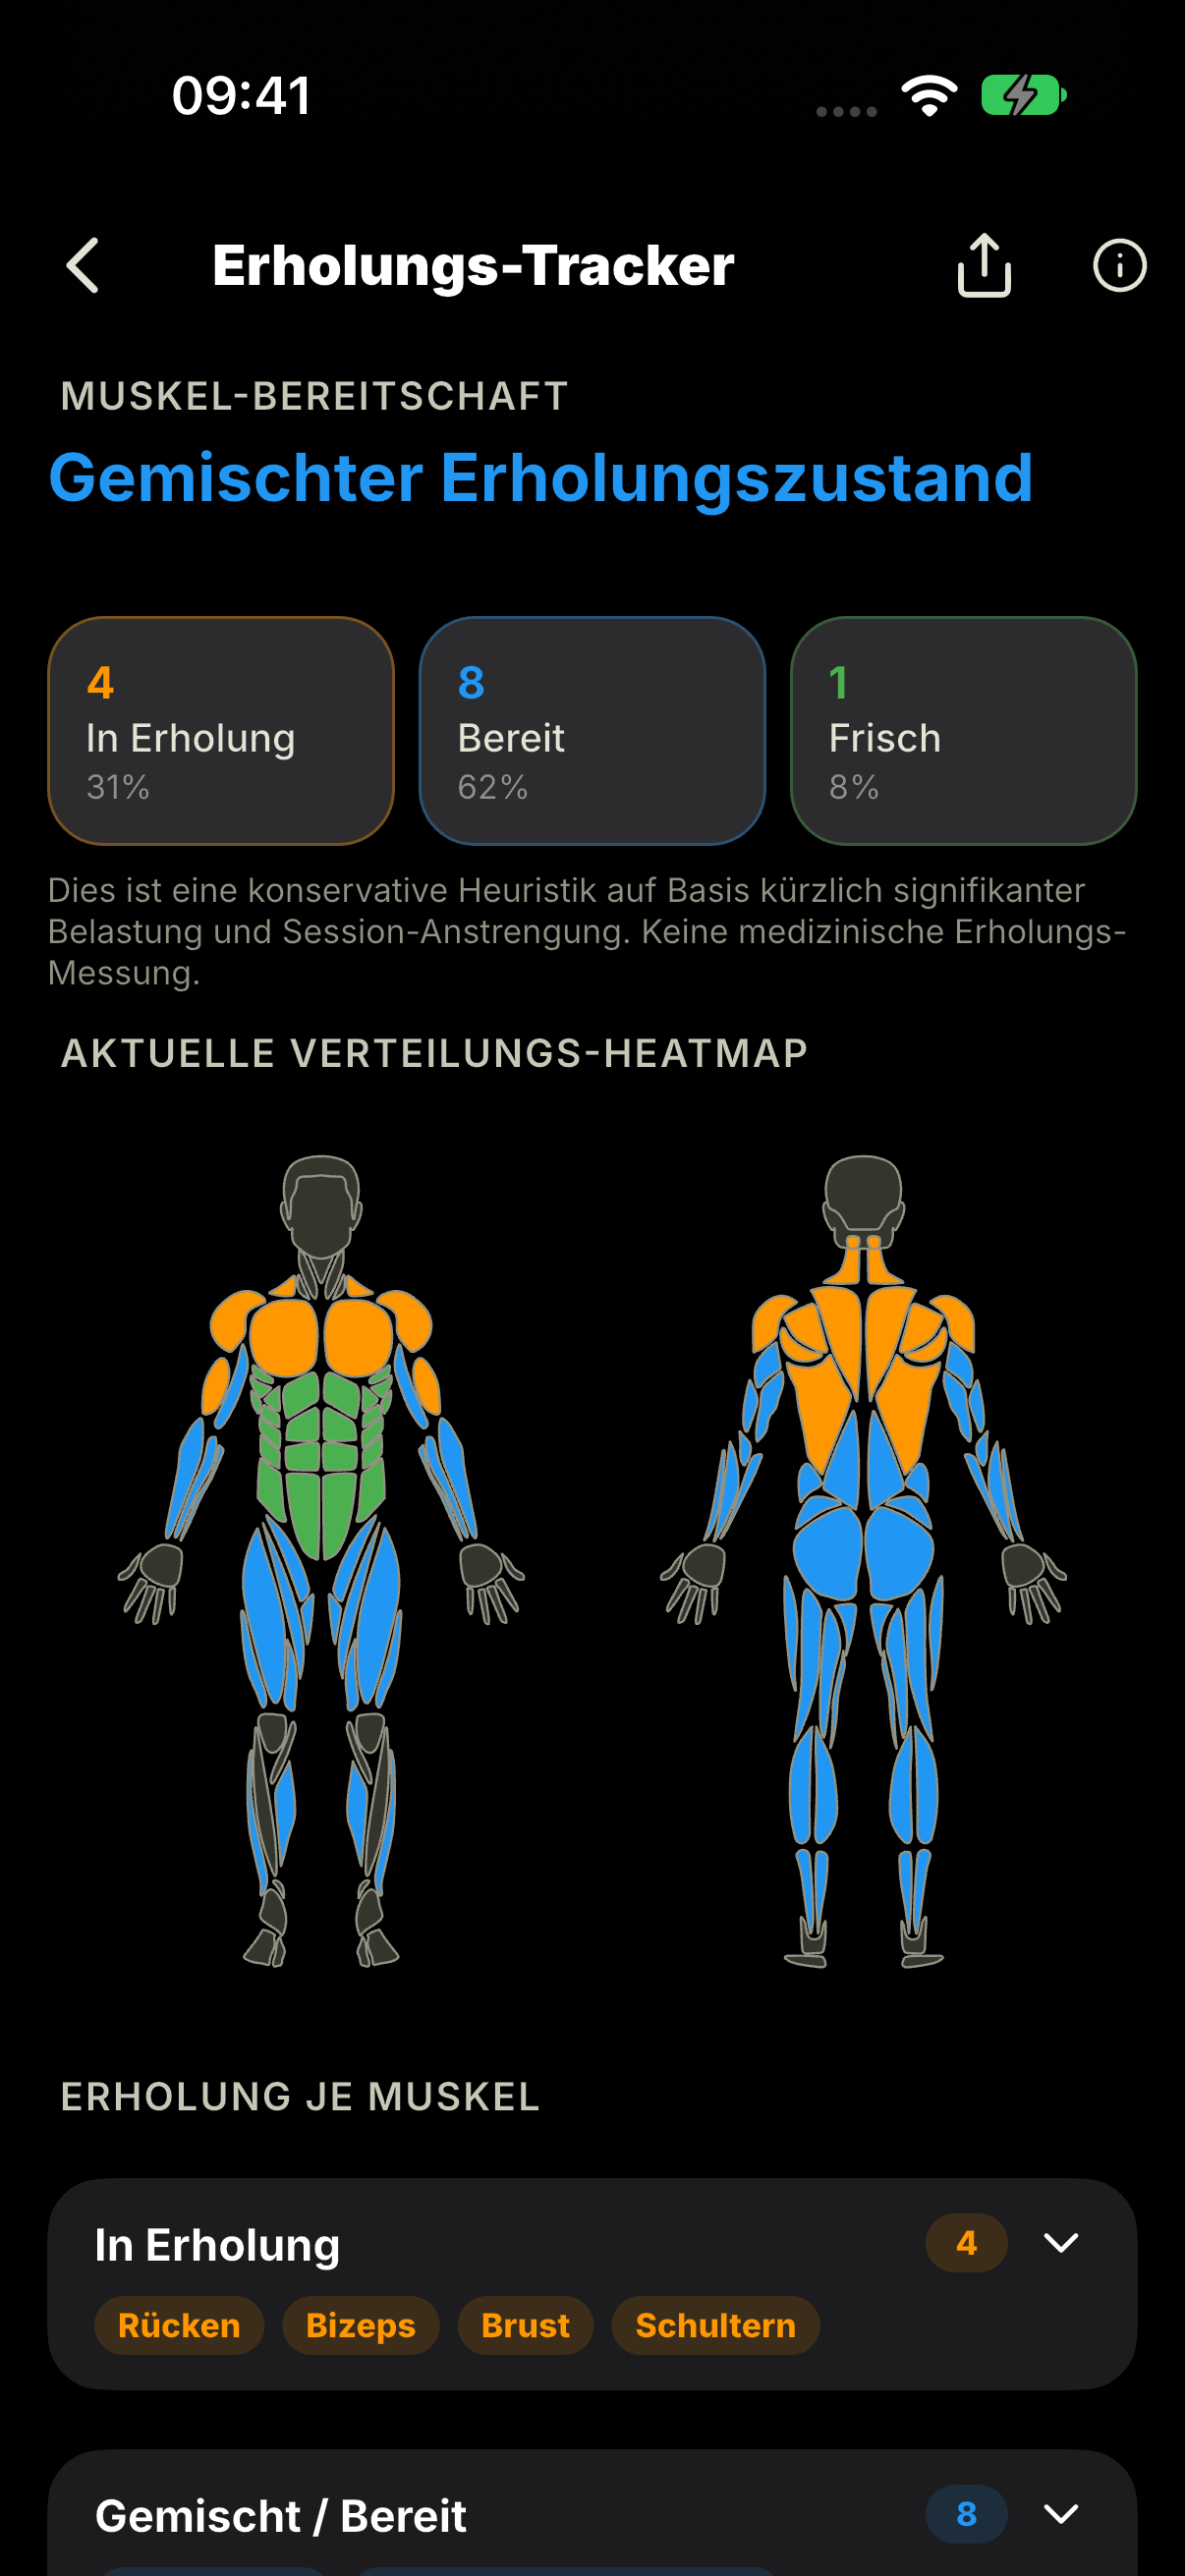 09:41
Erholungs-Tracker
MUSKEL-BEREITSCHAFT
Gemischter Erholungszustand
4
In Erholung
31%
8
Bereit
62%
1
Frisch
8%
Dies ist eine konservative Heuristik auf Basis kürzlich signifikanter
Belastung und Session-Anstrengung. Keine medizinische Erholungs-
Messung.
AKTUELLE VERTEILUNGS-HEATMAP
ERHOLUNG JE MUSKEL
In Erholung 4
Rücken Bizeps Brust Schultern
Gemischt / Bereit 8